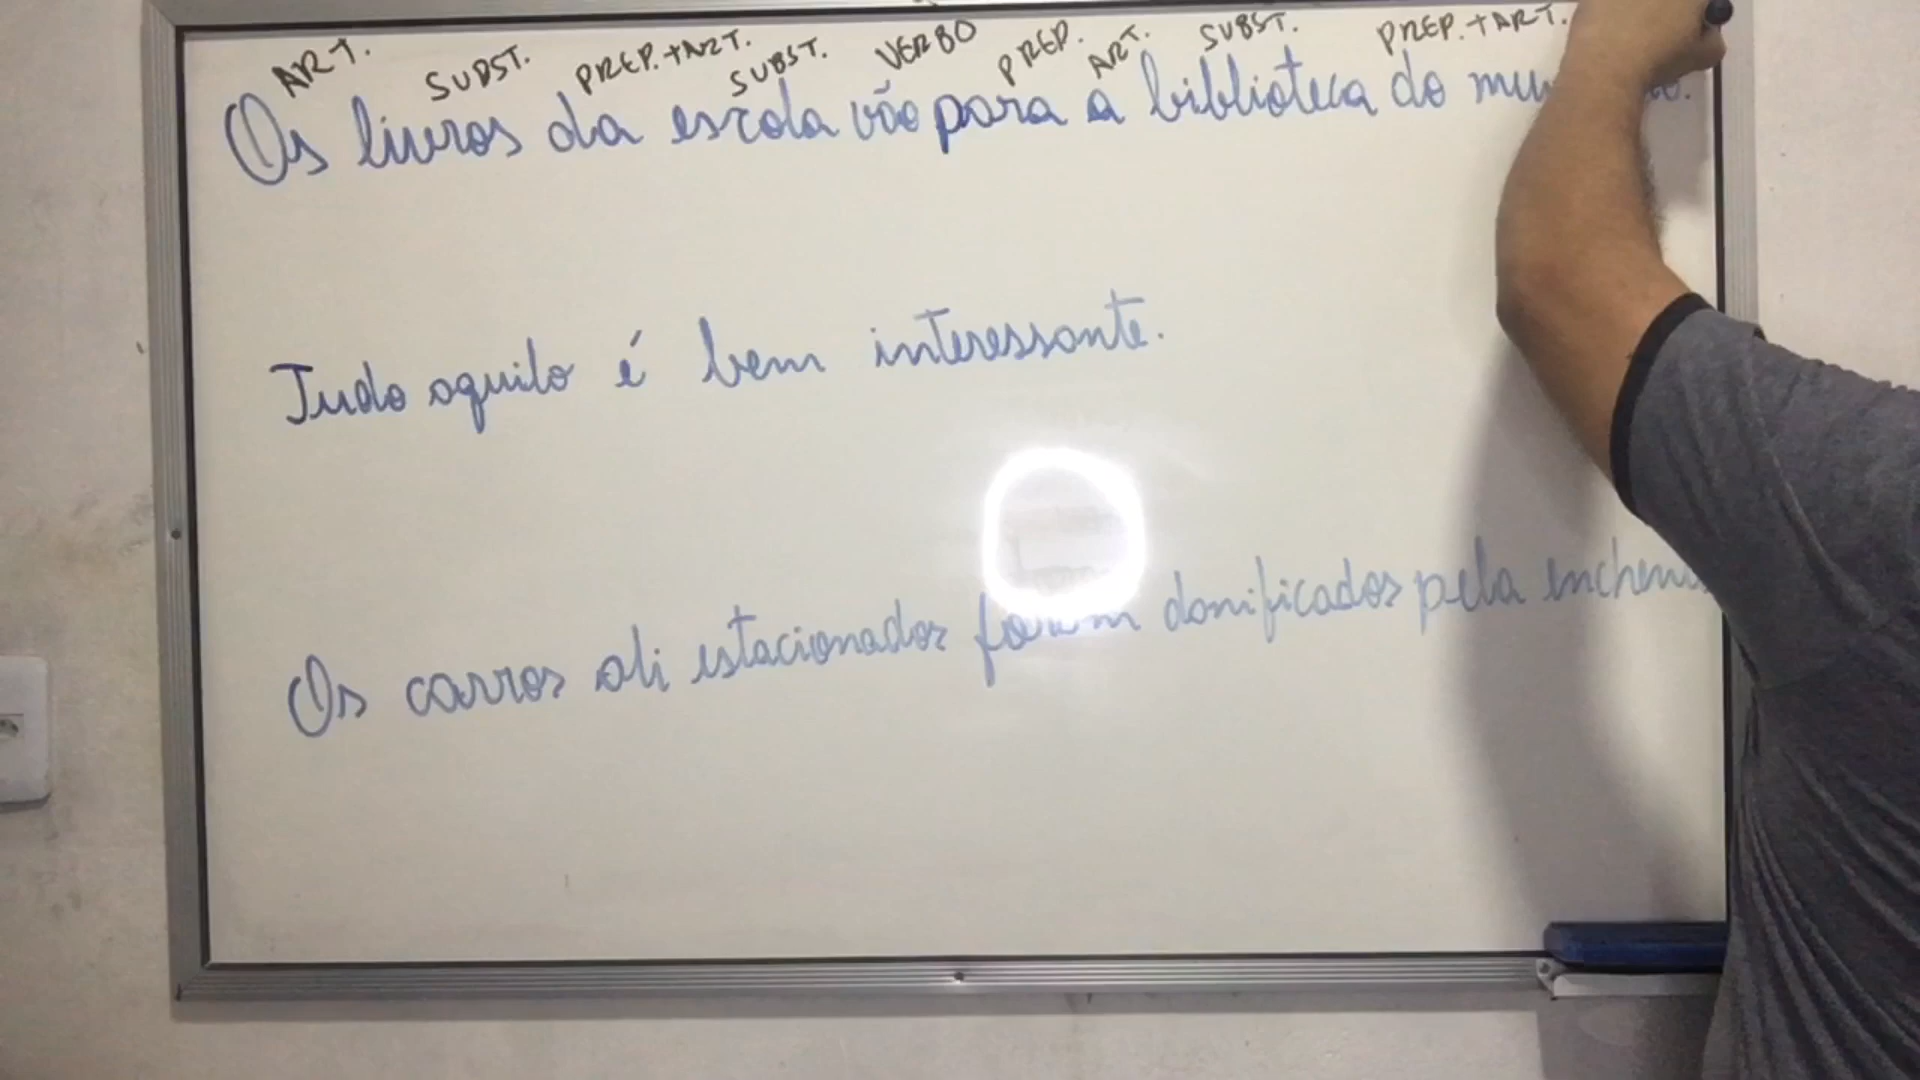 ART. SUBST. PREP.+ART. SUBST. VERBO PREP. ART. SUBST. PREP.+ART.
Os livros da escola vão para a biblioteca do
Tudo aquilo é bem interessante.
Os carros ali estacionados foram danificados pela